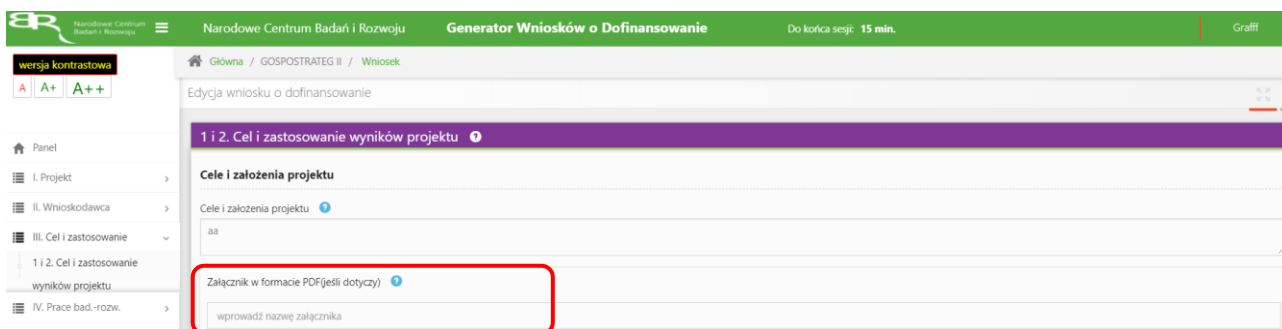 Narodowe Centrum
Badań i Rozwoju
Narodowe Centrum Badań i Rozwoju
Generator Wniosków o Dofinansowanie
Do końca sesji: 15 min.
Grafff
wersja kontrastowa
A A+ A++
Główna / GOSPOSTRATEG II / Wniosek
Edycja wniosku o dofinansowanie
Panel
I. Projekt
II. Wnioskodawca
III. Cel i zastosowanie
1 i 2. Cel i zastosowanie
wyników projektu
IV. Prace bad.-rozw.
1 i 2. Cel i zastosowanie wyników projektu
Cele i założenia projektu
Cele i założenia projektu
aa
Załącznik w formacie PDF(jeśli dotyczy)
wprowadź nazwę załącznika